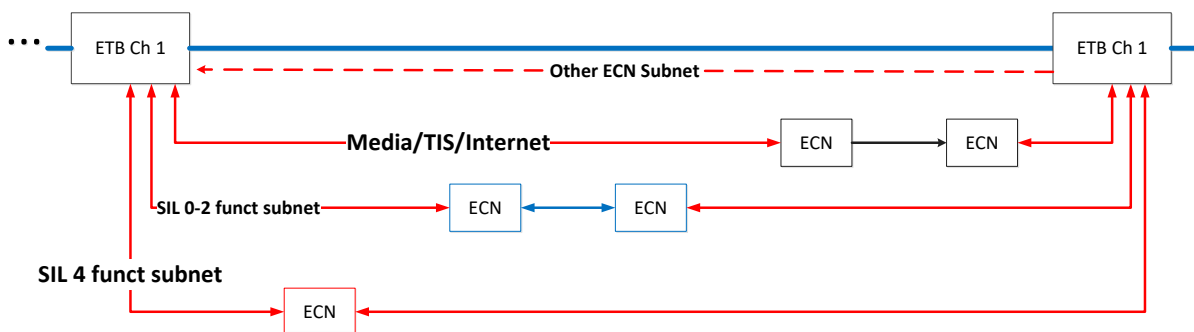 ...
ETB Ch 1
ETB Ch 1
Other ECN Subnet
Media/TIS/Internet
ECN
ECN
SIL 0-2 funct subnet
ECN
ECN
SIL 4 funct subnet
ECN